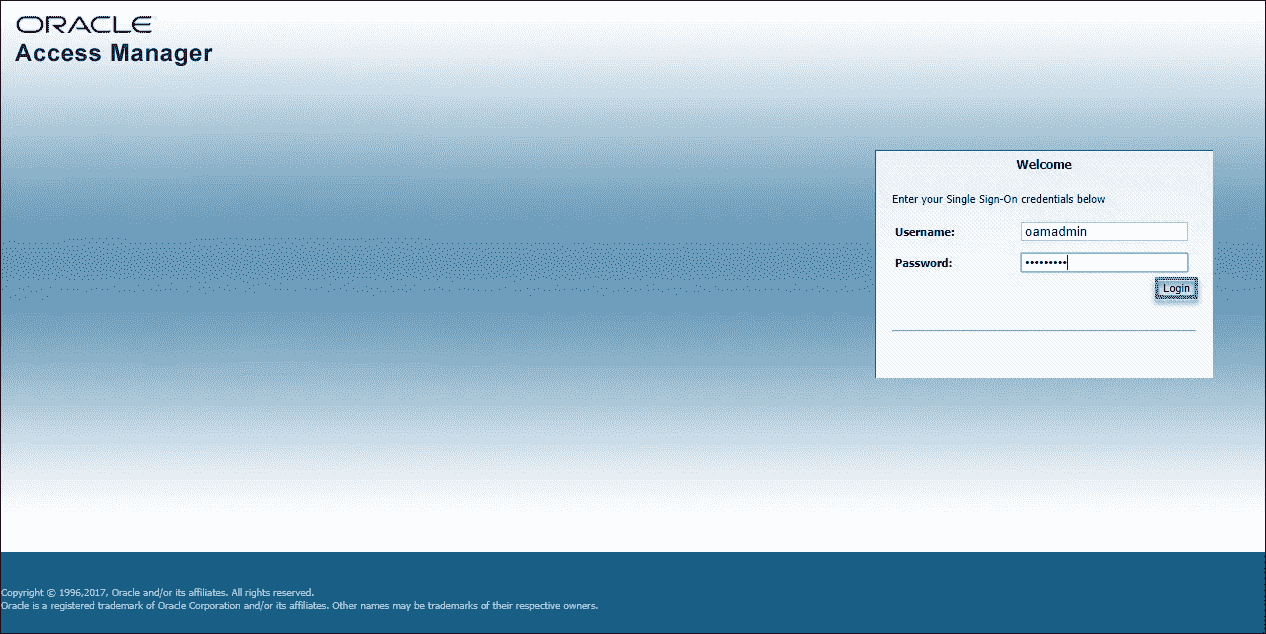 ORACLE
Access Manager
Welcome
Enter your Single Sign-On credentials below
Username:
oamadmin
Password:
•••••••••
Login
Copyright © 1996,2017, Oracle and/or its affiliates. All rights reserved.
Oracle is a registered trademark of Oracle Corporation and/or its affiliates. Other names may be trademarks of their respective owners.